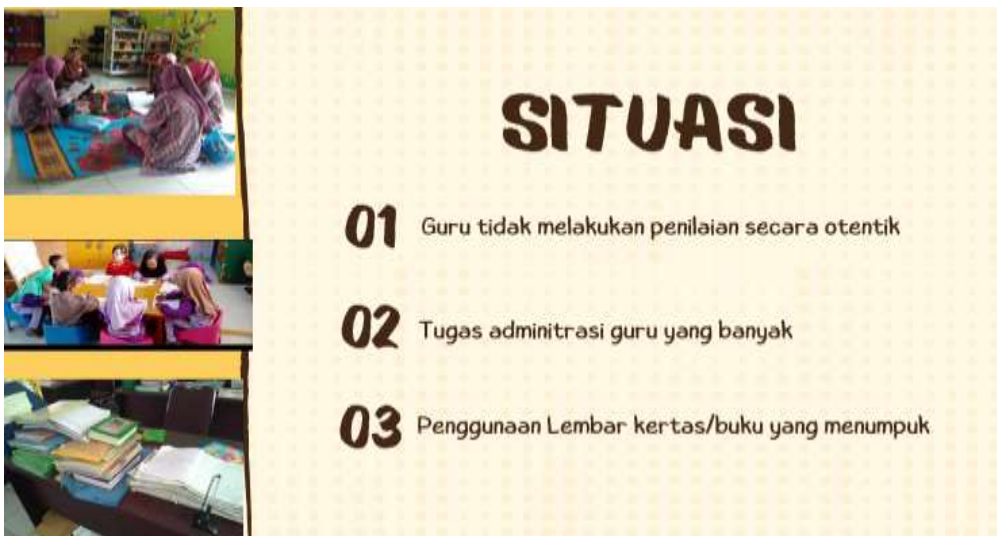 SITUASI
01 Guru tidak melakukan penilaian secara otentik
02 Tugas adminitrasi guru yang banyak
03 Penggunaan Lembar kertas/buku yang menumpuk